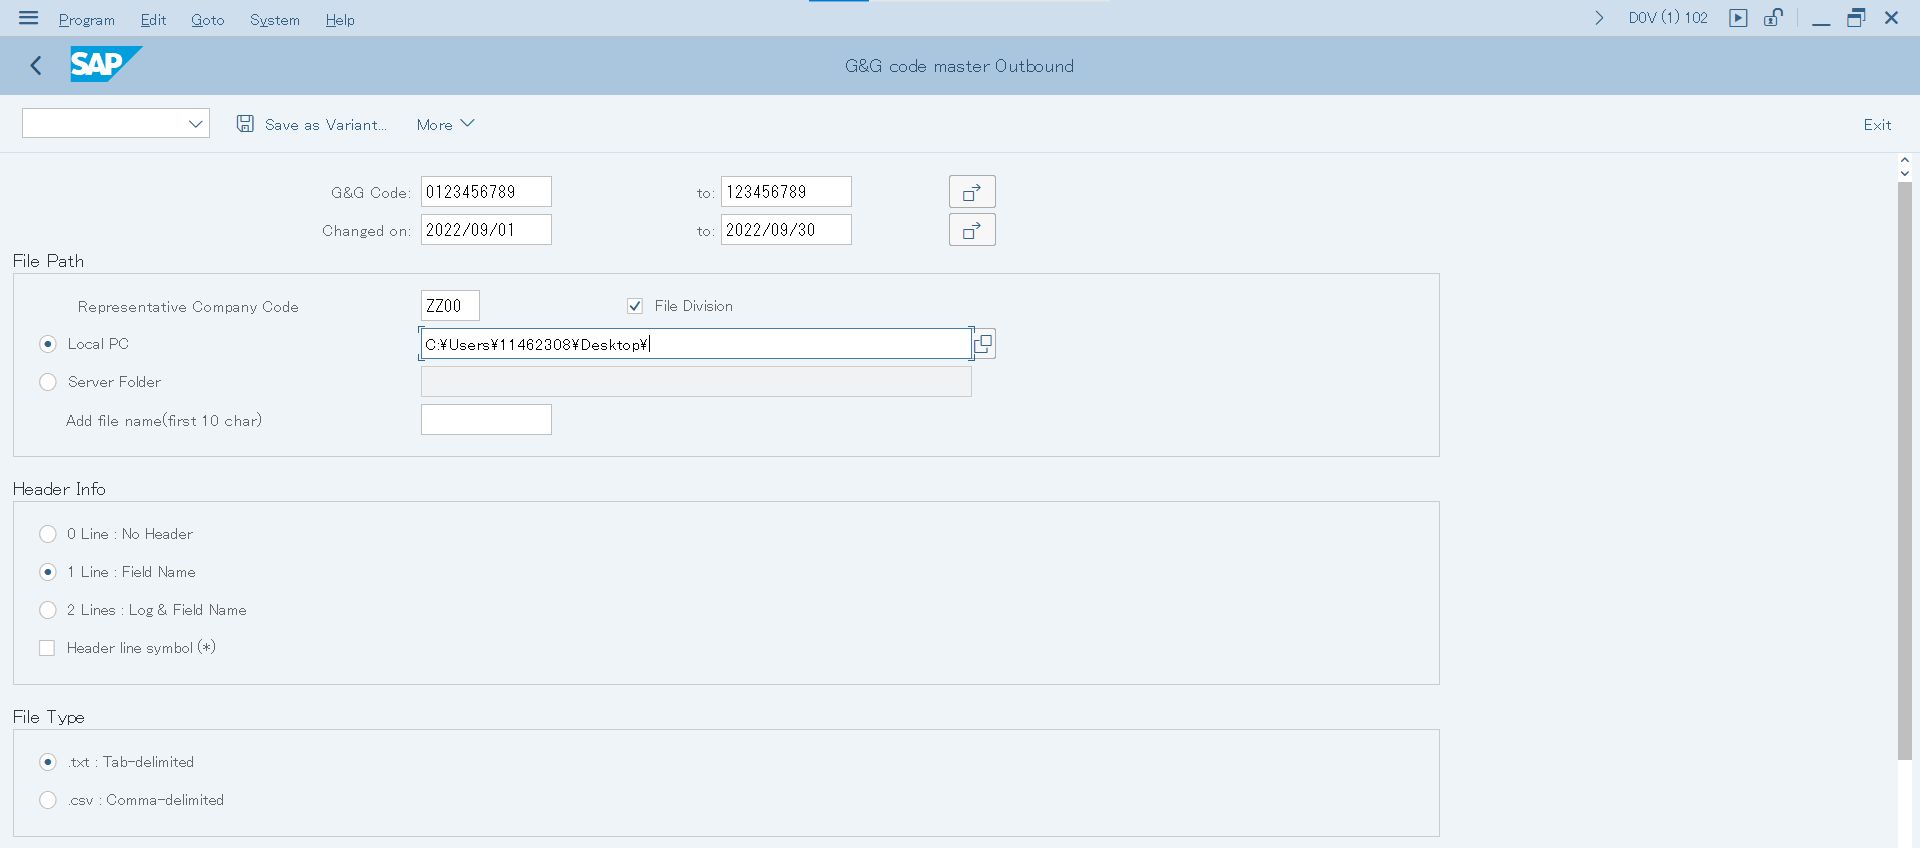 Program Edit Goto System Help D0V (1) 102
SAP G&G code master Outbound
Save as Variant... More Exit
G&G Code: 0123456789 to: 123456789
Changed on: 2022/09/01 to: 2022/09/30
File Path
Representative Company Code ZZ00 File Division
Local PC C:¥Users¥11462308¥Desktop¥
Server Folder
Add file name(first 10 char)
Header Info
0 Line : No Header
1 Line : Field Name
2 Lines : Log & Field Name
Header line symbol (*)
File Type
.txt : Tab-delimited
.csv : Comma-delimited